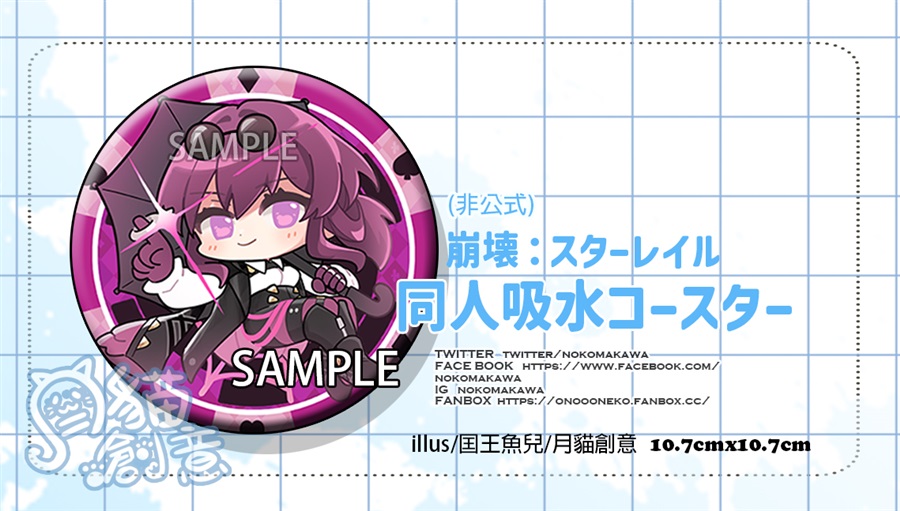 SAMPLE
(非公式)
崩壊：スターレイル
同人吸水コースター
SAMPLE
TWITTER TWITTER/NOKOMAKAWA
FACE BOOK HTTPS://WWW.FACEBOOK.COM/
NOKOMAKAWA
IG NOKOMAKAWA
FANBOX HTTPS://ONOOONEKO.FANBOX.CC/
illus/国王魚兒/月貓創意 10.7cmx10.7cm
月貓創意